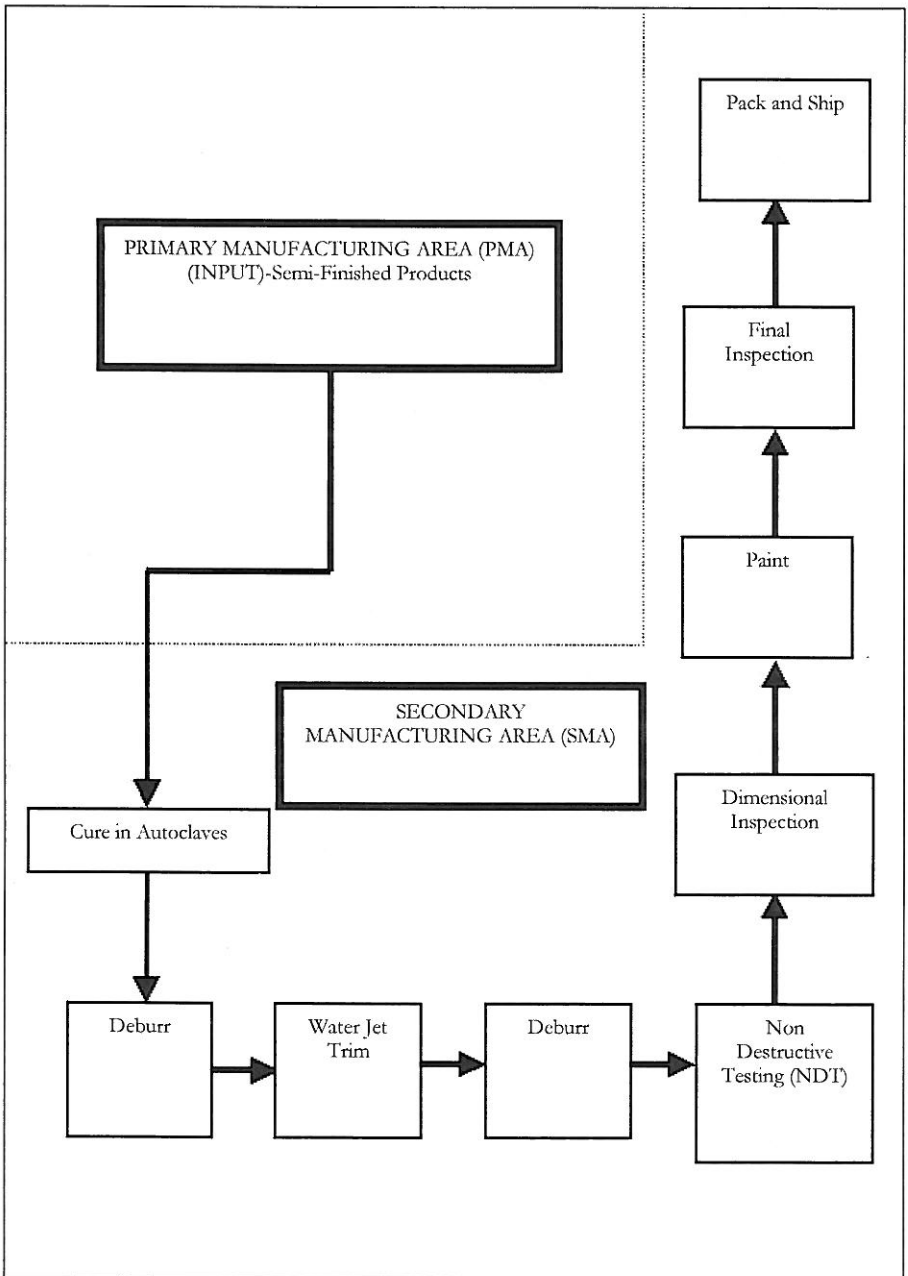 PRIMARY MANUFACTURING AREA (PMA)
(INPUT)-Semi-Finished Products
SECONDARY
MANUFACTURING AREA (SMA)
Cure in Autoclaves
Deburr
Water Jet
Trim
Deburr
Non
Destructive
Testing (NDT)
Dimensional
Inspection
Paint
Final
Inspection
Pack and Ship